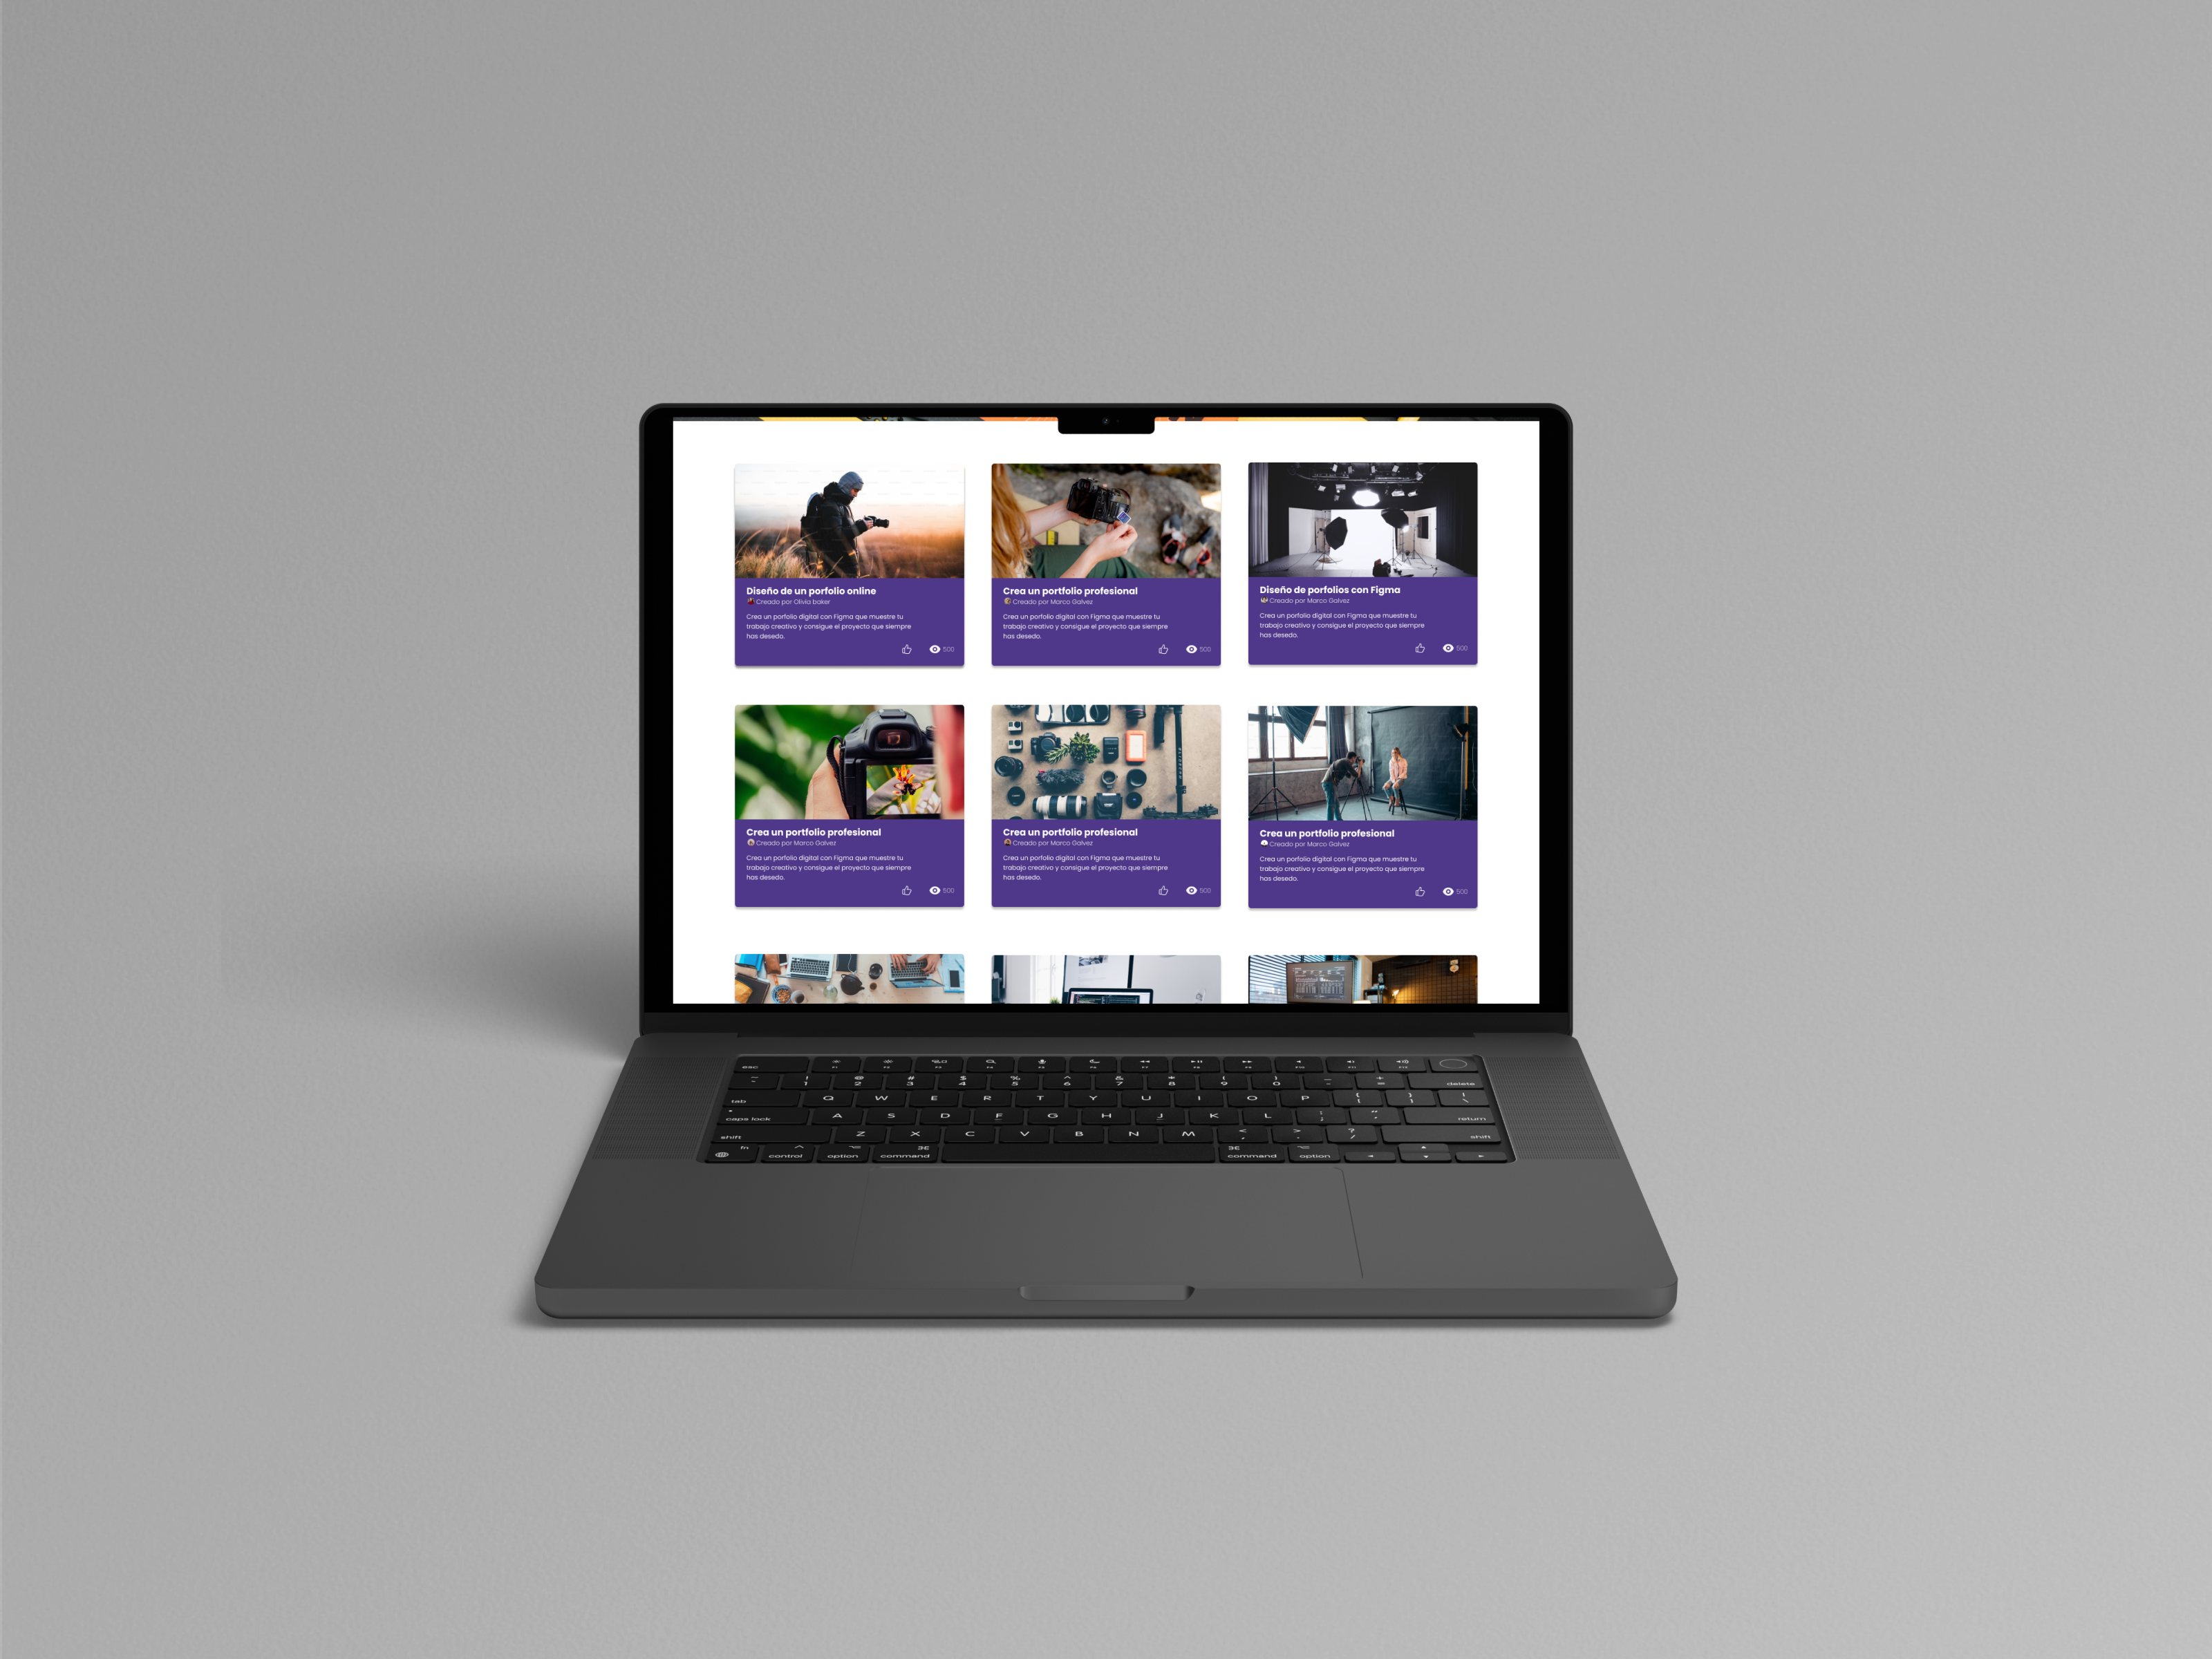 Diseño de un porfolio online
Creado por Olivia baker
Crea un porfolio digital con Figma que muestre tu
trabajo creativo y consigue el proyecto que siempre
has desedo.
500
Crea un portfolio profesional
Creado por Marco Galvez
Crea un porfolio digital con Figma que muestre tu
trabajo creativo y consigue el proyecto que siempre
has desedo.
500
Diseño de porfolios con Figma
Creado por Marco Galvez
Crea un porfolio digital con Figma que muestre tu
trabajo creativo y consigue el proyecto que siempre
has desedo.
500
Crea un portfolio profesional
Creado por Marco Galvez
Crea un porfolio digital con Figma que muestre tu
trabajo creativo y consigue el proyecto que siempre
has desedo.
500
Crea un portfolio profesional
Creado por Marco Galvez
Crea un porfolio digital con Figma que muestre tu
trabajo creativo y consigue el proyecto que siempre
has desedo.
500
Crea un portfolio profesional
Creado por Marco Galvez
Crea un porfolio digital con Figma que muestre tu
trabajo creativo y consigue el proyecto que siempre
has desedo.
500
esc
! @ # $ % ^ & * ( )
1 2 3 4 5 6 7 8 9 0 delete
tab Q W E R T Y U I O P
caps lock A S D F G H J K L return
shift Z X C V B N M shift
fn control option command command option